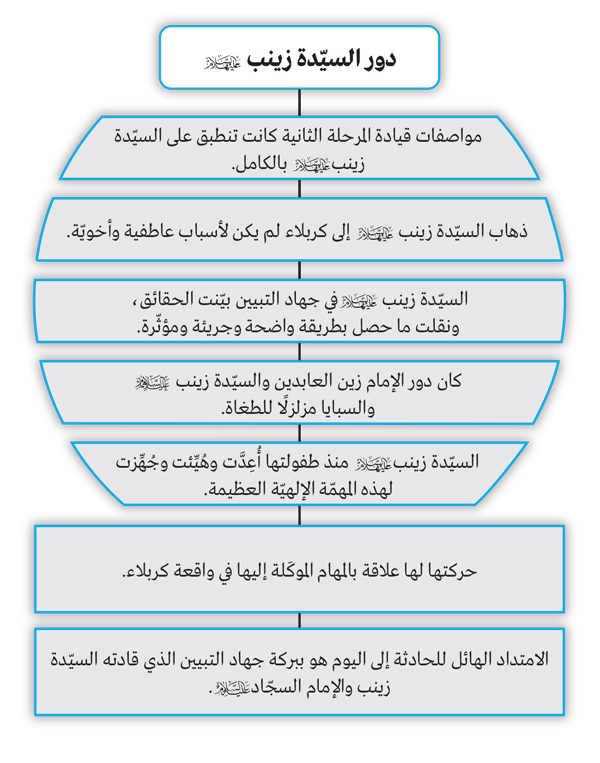 دور السيّدة زينب عليها السلام
مواصفات قيادة المرحلة الثانية كانت تنطبق على السيّدة
زينب عليها السلام بالكامل.
ذهاب السيّدة زينب عليها السلام إلى كربلاء لم يكن لأسباب عاطفية وأخويّة.
السيّدة زينب عليها السلام في جهاد التبيين بيّنت الحقائق،
ونقلت ما حصل بطريقة واضحة وجريئة ومؤثّرة.
كان دور الإمام زين العابدين والسيّدة زينب
والسبايا مزلزلًا للطغاة.
السيّدة زينب عليها السلام منذ طفولتها أُعِدَّت وهُيِّئت وجُهِّزت
لهذه المهمّة الإلهيّة العظيمة.
حركتها لها علاقة بالمهام الموكَلة إليها في واقعة كربلاء.
الامتداد الهائل للحادثة إلى اليوم هو ببركة جهاد التبيين الذي قادته السيّدة
زينب والإمام السجّاد.